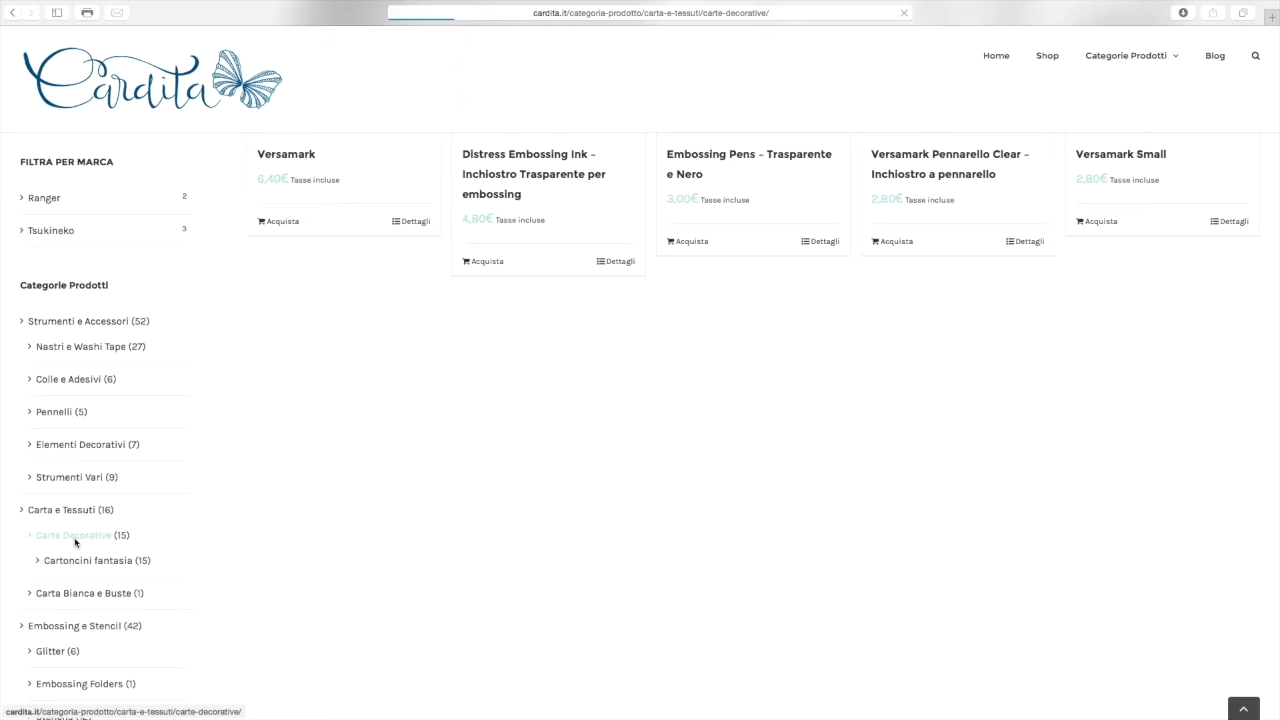 cardita.it/categoria-prodotto/carta-e-tessuti/carte-decorative/
Cardita
Home
Shop
Categorie Prodotti
Blog
FILTRA PER MARCA
Ranger
2
Tsukineko
3
Categorie Prodotti
Strumenti e Accessori (52)
Nastri e Washi Tape (27)
Colle e Adesivi (6)
Pennelli (5)
Elementi Decorativi (7)
Strumenti Vari (9)
Carta e Tessuti (16)
Carte Decorative (15)
Cartoncini fantasia (15)
Carta Bianca e Buste (1)
Embossing e Stencil (42)
Glitter (6)
Embossing Folders (1)
Versamark
6,40€ Tasse incluse
Acquista
Dettagli
Distress Embossing Ink –
Inchiostro Trasparente per
embossing
4,80€ Tasse incluse
Acquista
Dettagli
Embossing Pens – Trasparente
e Nero
3,00€ Tasse incluse
Acquista
Dettagli
Versamark Pennarello Clear –
Inchiostro a pennarello
2,80€ Tasse incluse
Acquista
Dettagli
Versamark Small
2,80€ Tasse incluse
Acquista
Dettagli
cardita.it/categoria-prodotto/carta-e-tessuti/carte-decorative/